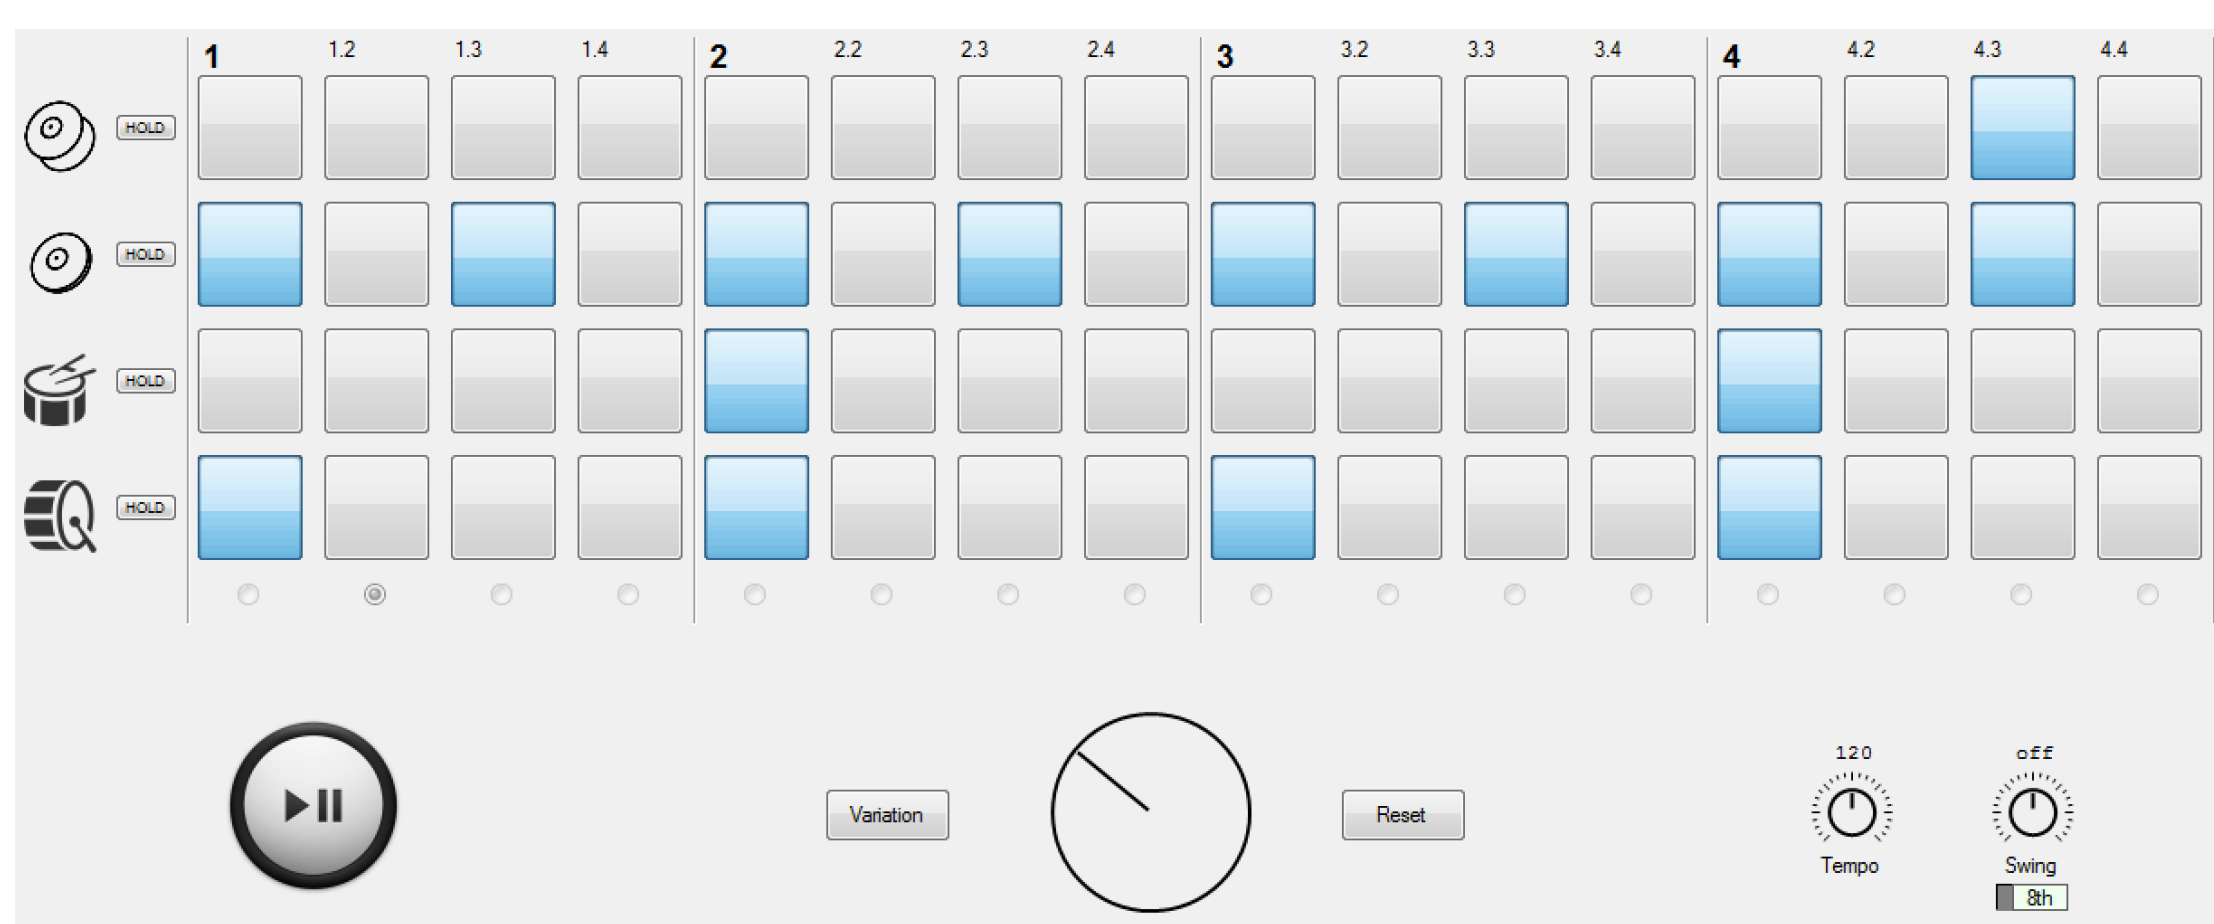 1 1.2 1.3 1.4 2 2.2 2.3 2.4 3 3.2 3.3 3.4 4 4.2 4.3 4.4
HOLD
HOLD
HOLD
HOLD
120 off
Variation Reset
Tempo Swing
8th